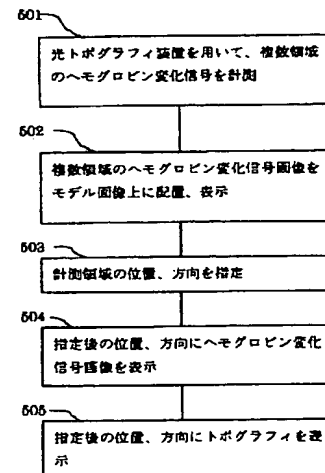 501
光トポグラフィ装置を用いて、複数領域
のヘモグロビン変化信号を計測
502
複数領域のヘモグロビン変化信号画像を
モデル画像上に配置、表示
503
計測領域の位置、方向を指定
504
指定後の位置、方向にヘモグロビン変化
信号画像を表示
505
指定後の位置、方向にトポグラフィを表
示